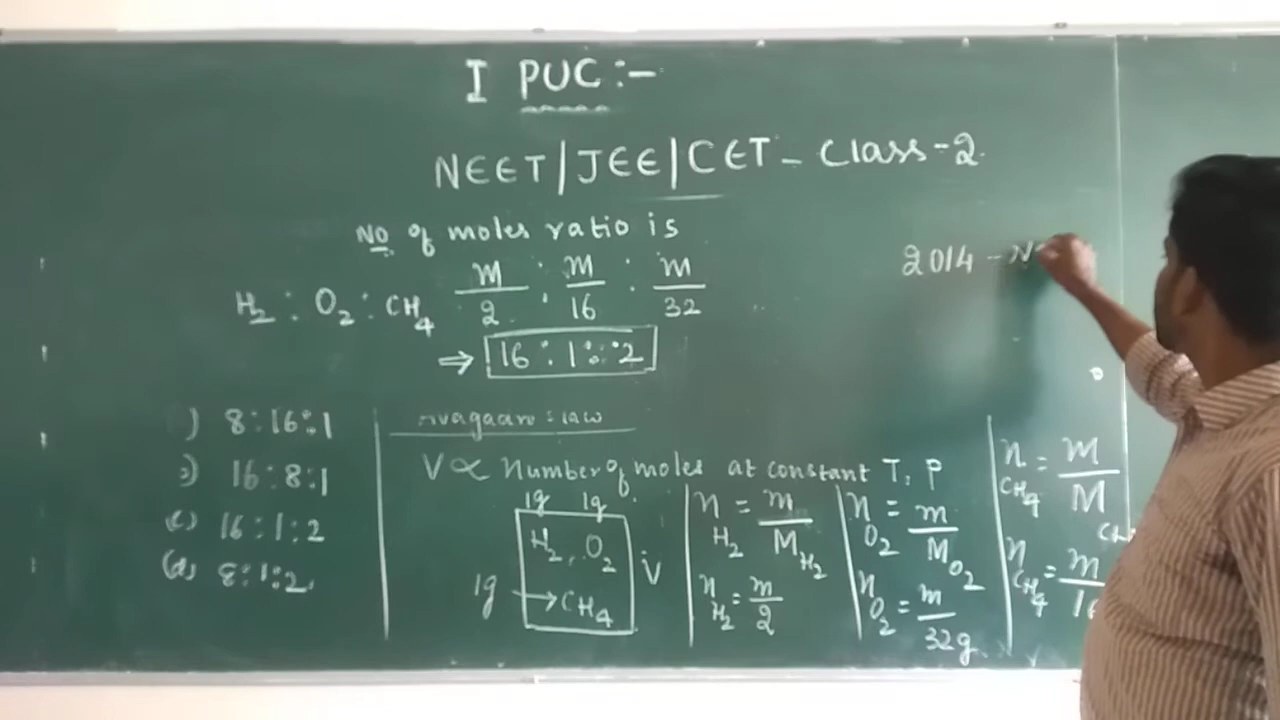 I PUC:-
NEET/JEE/CET - Class-2.
NO of moles ratio is
2014 - N
H2 : O2 : CH4 m/2 : m/16 : m/32
⇒ 16 : 1 : 2
) 8:16:1
) 16:8:1
(c) 16:1:2
(d) 8:1:2
law
V ∝ Number of moles at constant T, P
1g 1g
H2, O2 V
1g → CH4
n H2 = m/M H2
n H2 = m/2
n O2 = m/M O2
n O2 = m/32g
n CH4 = m/M
n CH4 = m/